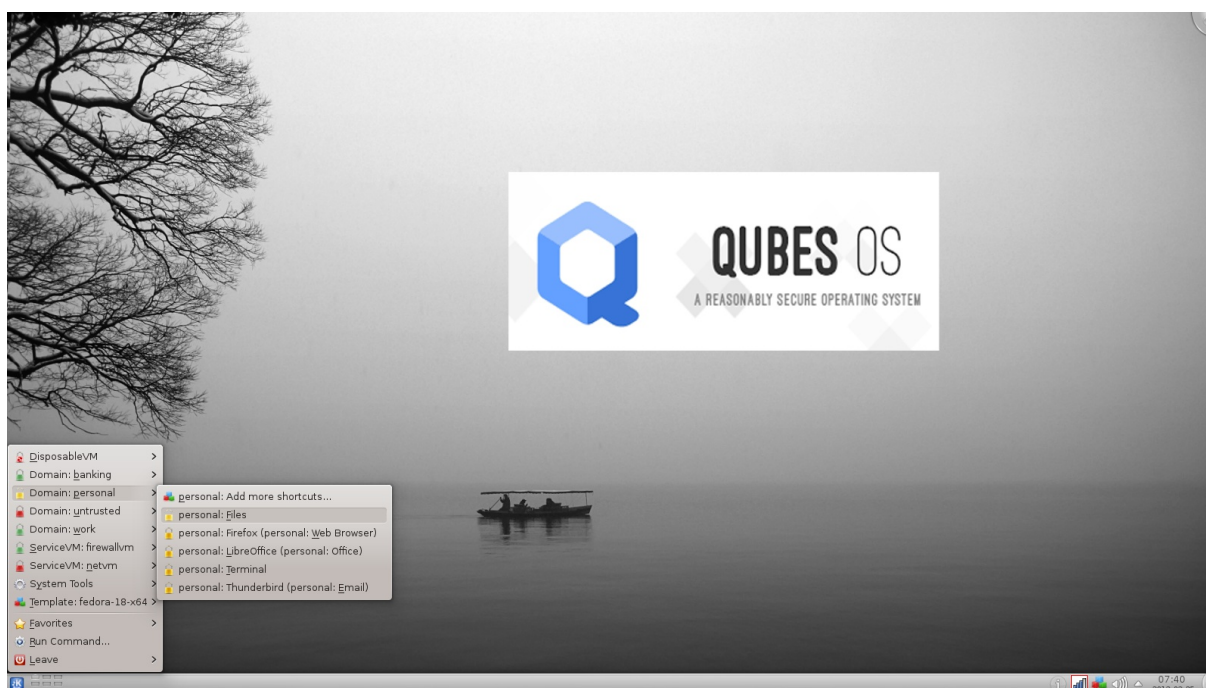 QUBES OS
A REASONABLY SECURE OPERATING SYSTEM
DisposableVM
Domain: banking
Domain: personal
Domain: untrusted
Domain: work
ServiceVM: firewallvm
ServiceVM: netvm
System Tools
Template: fedora-18-x64
Favorites
Run Command...
Leave
personal: Add more shortcuts...
personal: Files
personal: Firefox (personal: Web Browser)
personal: LibreOffice (personal: Office)
personal: Terminal
personal: Thunderbird (personal: Email)
07:40